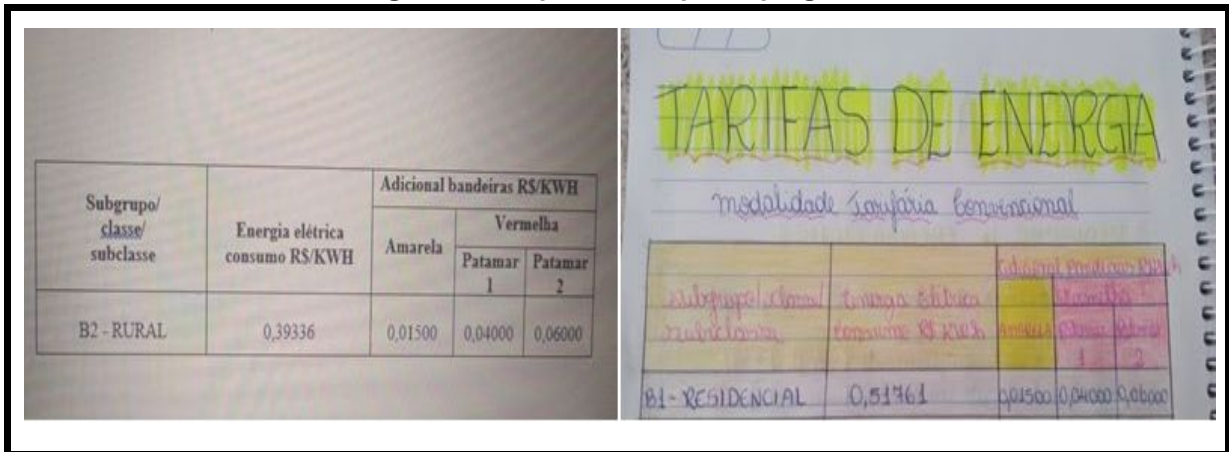 Subgrupo/
classe/
subclasse
Energia elétrica
consumo R$/KWH
Adicional bandeiras R$/KWH
Amarela
Vermelha
Patamar
1
Patamar
2
B2 - RURAL
0,39336
0,01500
0,04000
0,06000
TARIFAS DE ENERGIA
modalidade Tarifária Convencional
subgrupo/classe/
subclasse
Energia Elétrica
consumo R$ KWh
1
2
B1 - RESIDENCIAL
0,51761
0,01500
0,04000
0,06000